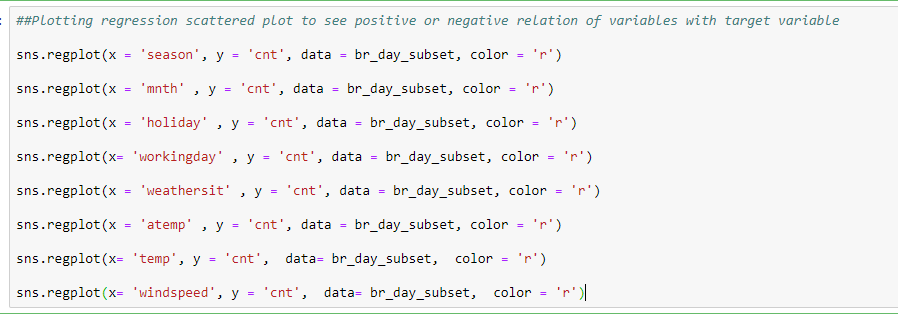 ##Plotting regression scattered plot to see positive or negative relation of variables with target variable
sns.regplot(x = 'season', y = 'cnt', data = br_day_subset, color = 'r')
sns.regplot(x = 'mnth' , y = 'cnt', data = br_day_subset, color = 'r')
sns.regplot(x = 'holiday' , y = 'cnt', data = br_day_subset, color = 'r')
sns.regplot(x= 'workingday' , y = 'cnt', data = br_day_subset, color = 'r')
sns.regplot(x = 'weathersit' , y = 'cnt', data = br_day_subset, color = 'r')
sns.regplot(x = 'atemp' , y = 'cnt', data = br_day_subset, color = 'r')
sns.regplot(x= 'temp', y = 'cnt',  data= br_day_subset,  color = 'r')
sns.regplot(x= 'windspeed', y = 'cnt',  data= br_day_subset,  color = 'r')